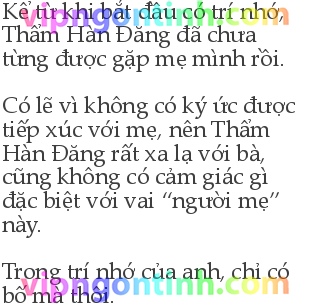 Kể từ khi bắt đầu có trí nhớ,
Thẩm Hàn Đăng đã chưa
từng được gặp mẹ mình rồi.
Có lẽ vì không có ký ức được
tiếp xúc với mẹ, nên Thẩm
Hàn Đăng rất xa lạ với bà,
cũng không có cảm giác gì
đặc biệt với vai “người mẹ”
này.
Trong trí nhớ của anh, chỉ có
bố mà thôi.
vipngontinh.com
vipngontinh.com